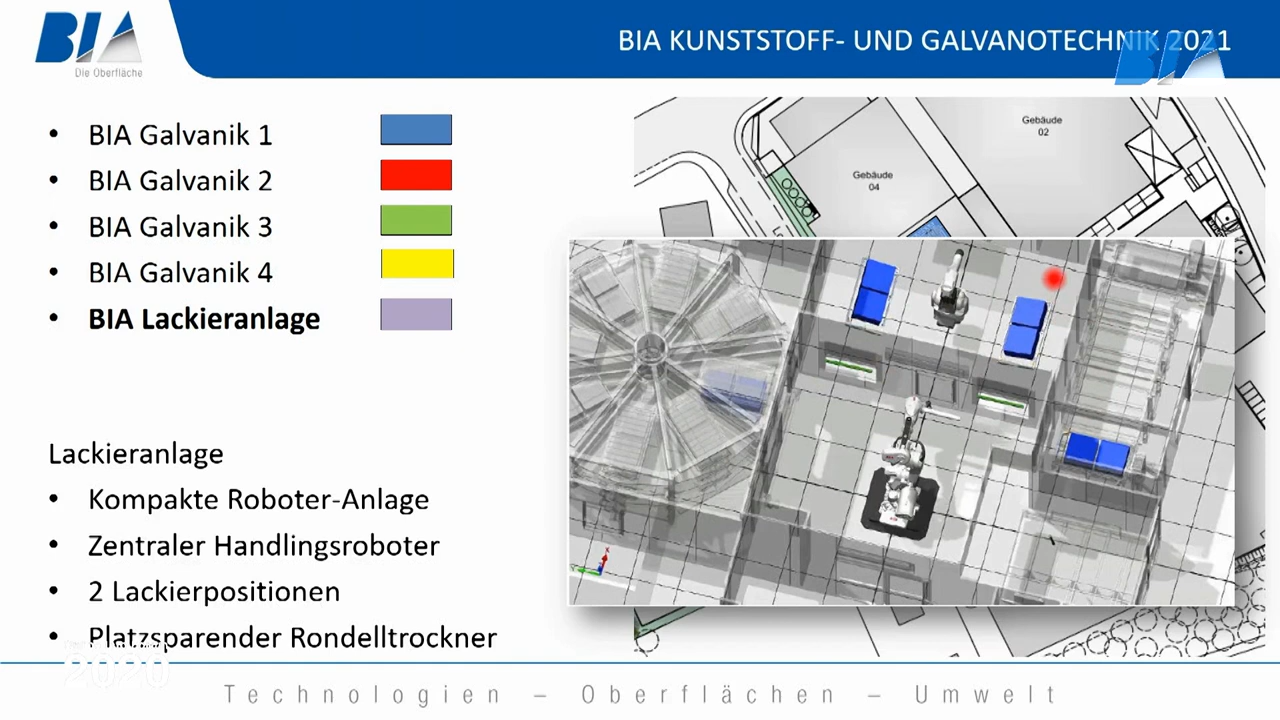 BIA
Die Oberfläche
BIA KUNSTSTOFF- UND GALVANOTECHNIK 2021
BIA
• BIA Galvanik 1
• BIA Galvanik 2
• BIA Galvanik 3
• BIA Galvanik 4
• BIA Lackieranlage
Gebäude
02
Gebäude
04
Lackieranlage
• Kompakte Roboter-Anlage
• Zentraler Handlingsroboter
• 2 Lackierpositionen
• Platzsparender Rondelltrockner
2020
Technologien – Oberflächen – Umwelt